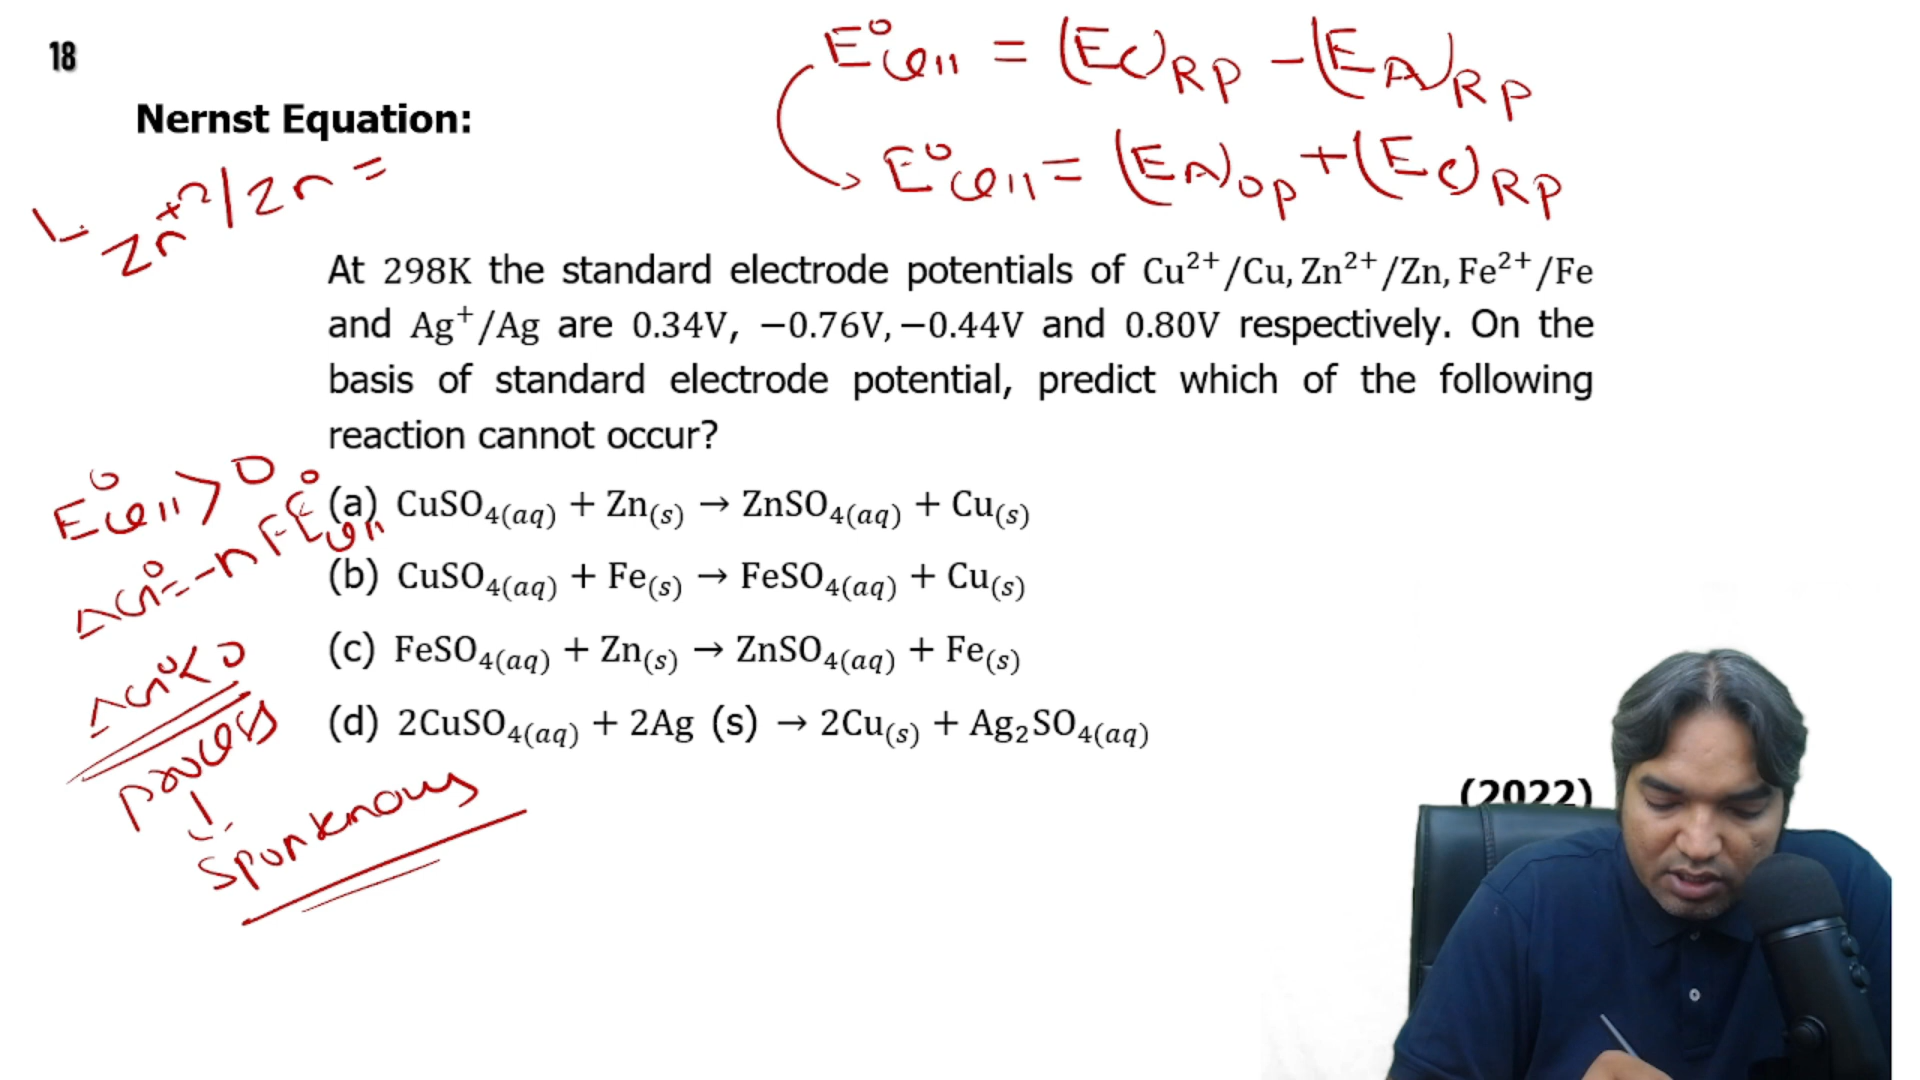 18
E°cell = (Ec)RP - (EA)RP
Nernst Equation:
E°cell = (EA)OP + (Ec)RP
Zn+2/Zn =
At 298K the standard electrode potentials of Cu²⁺/Cu, Zn²⁺/Zn, Fe²⁺/Fe
and Ag⁺/Ag are 0.34V, −0.76V, −0.44V and 0.80V respectively. On the
basis of standard electrode potential, predict which of the following
reaction cannot occur?
E°cell > 0
(a) CuSO₄(aq) + Zn(s) → ZnSO₄(aq) + Cu(s)
ΔG° = -nFE°cell
(b) CuSO₄(aq) + Fe(s) → FeSO₄(aq) + Cu(s)
(c) FeSO₄(aq) + Zn(s) → ZnSO₄(aq) + Fe(s)
ΔG° < 0
(d) 2CuSO₄(aq) + 2Ag (s) → 2Cu(s) + Ag₂SO₄(aq)
process
(2022)